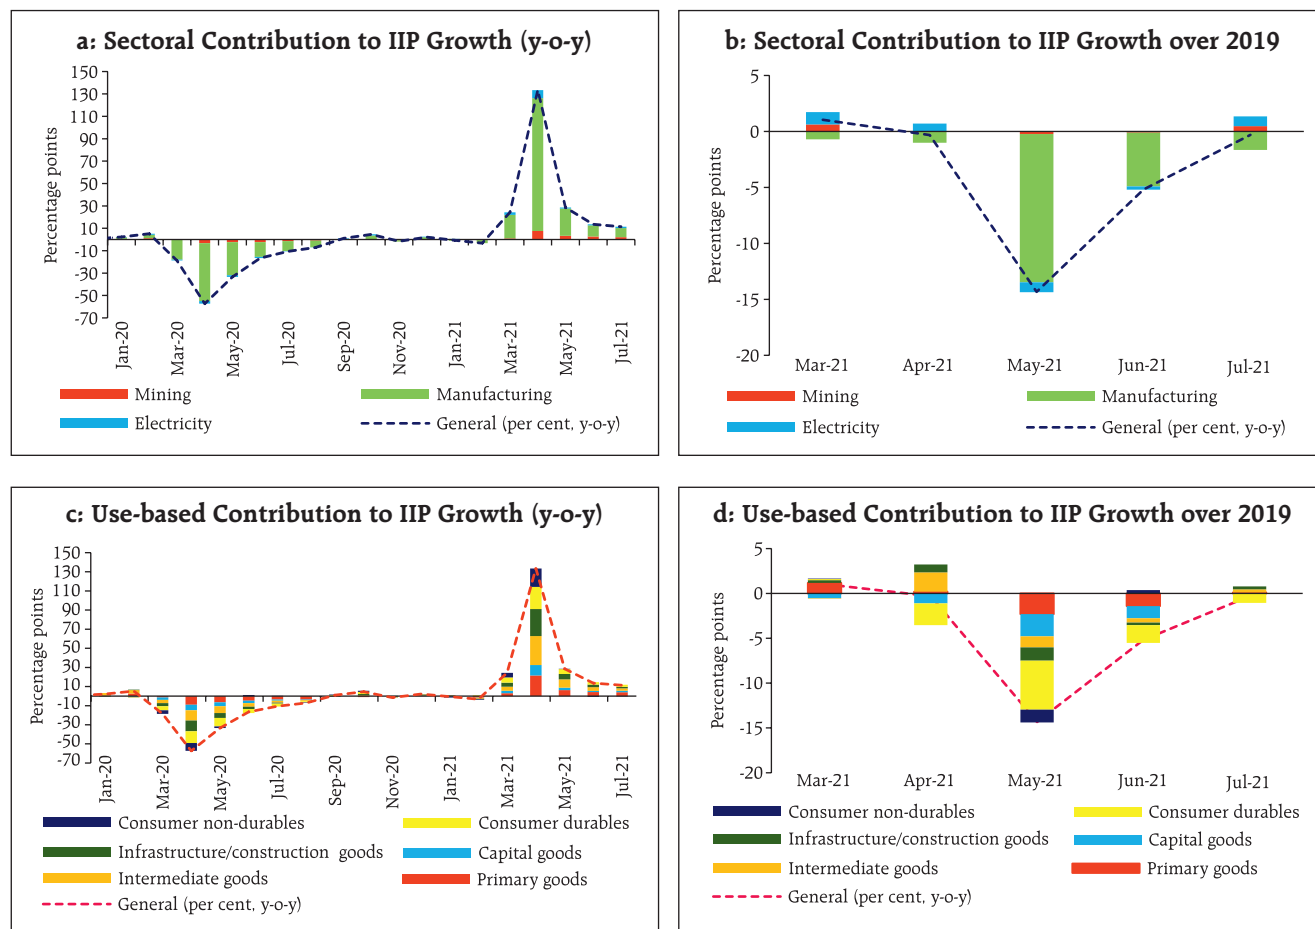 a: Sectoral Contribution to IIP Growth (y-o-y)
Percentage points
150
130
110
90
70
50
30
10
-10
-30
-50
-70
Jan-20
Mar-20
May-20
Jul-20
Sep-20
Nov-20
Jan-21
Mar-21
May-21
Jul-21
Mining
Manufacturing
Electricity
General (per cent, y-o-y)
b: Sectoral Contribution to IIP Growth over 2019
Percentage points
5
0
-5
-10
-15
-20
Mar-21
Apr-21
May-21
Jun-21
Jul-21
Mining
Manufacturing
Electricity
General (per cent, y-o-y)
c: Use-based Contribution to IIP Growth (y-o-y)
Percentage points
150
130
110
90
70
50
30
10
-10
-30
-50
-70
Jan-20
Mar-20
May-20
Jul-20
Sep-20
Nov-20
Jan-21
Mar-21
May-21
Jul-21
Consumer non-durables
Consumer durables
Infrastructure/construction goods
Capital goods
Intermediate goods
Primary goods
General (per cent, y-o-y)
d: Use-based Contribution to IIP Growth over 2019
Percentage points
5
0
-5
-10
-15
-20
Mar-21
Apr-21
May-21
Jun-21
Jul-21
Consumer non-durables
Consumer durables
Infrastructure/construction goods
Capital goods
Intermediate goods
Primary goods
General (per cent, y-o-y)